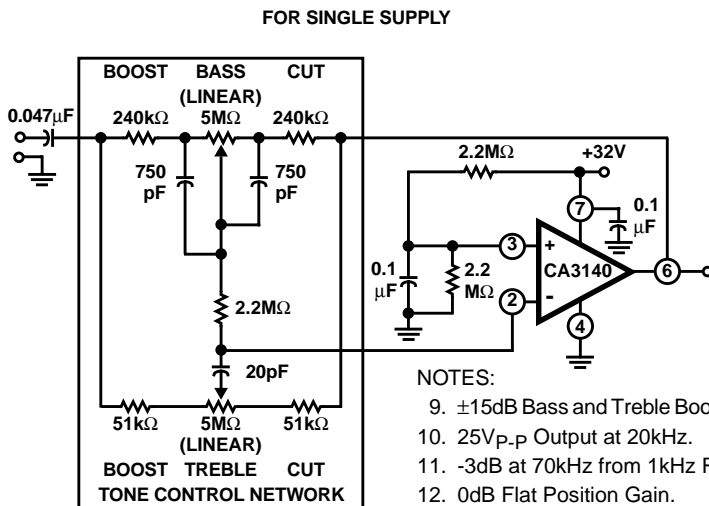 FOR SINGLE SUPPLY
BOOST BASS CUT
(LINEAR)
0.047µF
240kΩ 5MΩ 240kΩ
750 pF
750 pF
2.2MΩ
+32V
7
0.1 µF
3
+
CA3140
6
0.1 µF
2.2 MΩ
2
-
4
2.2MΩ
20pF
51kΩ 5MΩ 51kΩ
(LINEAR)
BOOST TREBLE CUT
TONE CONTROL NETWORK
NOTES:
9. ±15dB Bass and Treble Boo
10. 25VP-P Output at 20kHz.
11. -3dB at 70kHz from 1kHz
12. 0dB Flat Position Gain.